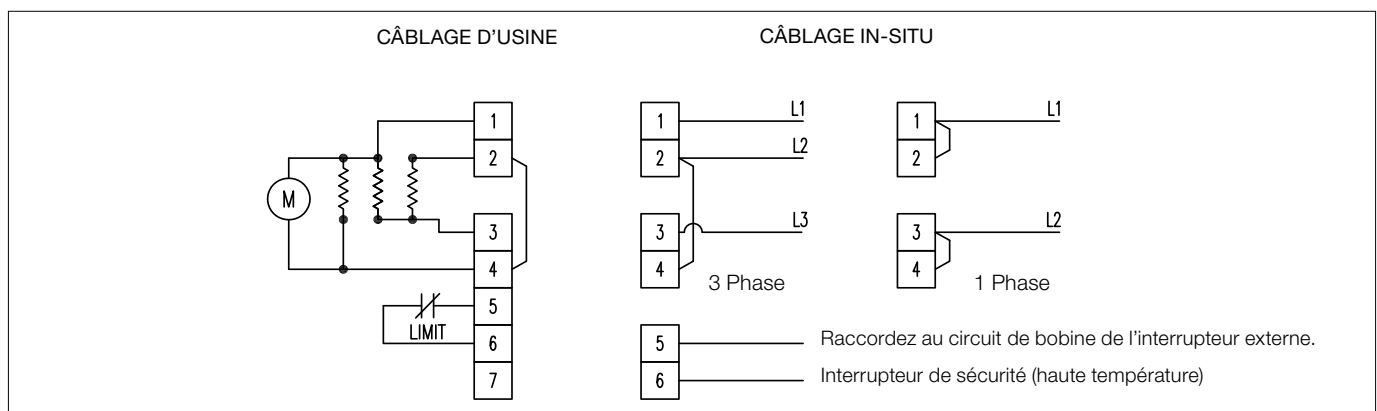 CÂBLAGE D'USINE
CÂBLAGE IN-SITU
M
1
2
3
4
5
6
7
LIMIT
1
2
3
4
L1
L2
L3
3 Phase
1
2
3
4
L1
L2
1 Phase
5
Raccordez au circuit de bobine de l'interrupteur externe.
6
Interrupteur de sécurité (haute température)